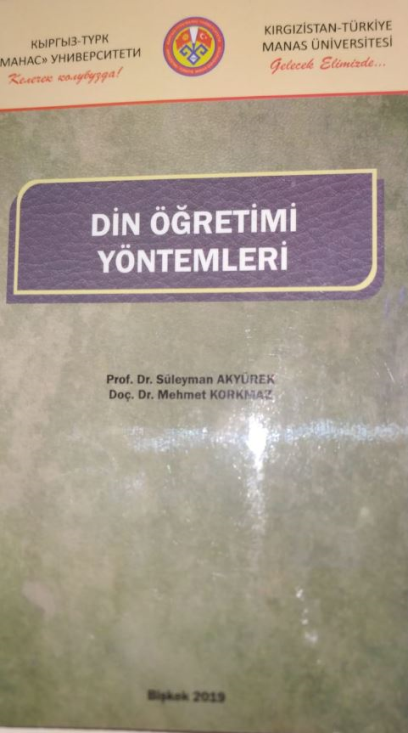 КЫРГЫЗ-ТҮРК
МАНАС» УНИВЕРСИТЕТИ
Келечек колубузда!
KIRGIZİSTAN-TÜRKİYE
MANAS ÜNİVERSİTESİ
Gelecek Elimizde...
DİN ÖĞRETİMİ
YÖNTEMLERİ
Prof. Dr. Süleyman AKYÜREK
Doç. Dr. Mehmet KORKMAZ
Bişkek 2019